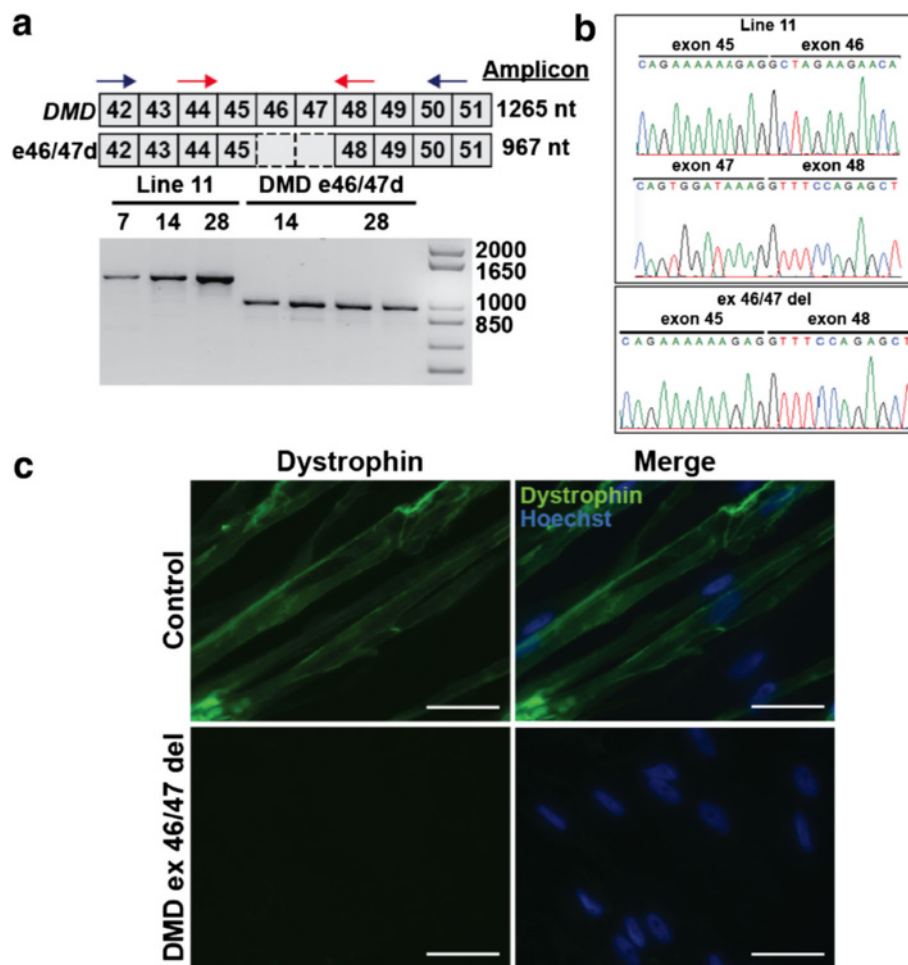 a
Amplicon
DMD 42 43 44 45 46 47 48 49 50 51 1265 nt
e46/47d 42 43 44 45 48 49 50 51 967 nt
Line 11 DMD e46/47d
7 14 28 14 28
2000
1650
1000
850
b
Line 11
exon 45 exon 46
CAGAAAAAAGAGGCTAGAAGAACA
exon 47 exon 48
CAGTGGATAAAGGTTTCCAGAGCT
ex 46/47 del
exon 45 exon 48
CAGAAAAAAGAGGTTTCCAGAGCT
c
Dystrophin Merge
Control
Dystrophin
Hoechst
DMD ex 46/47 del